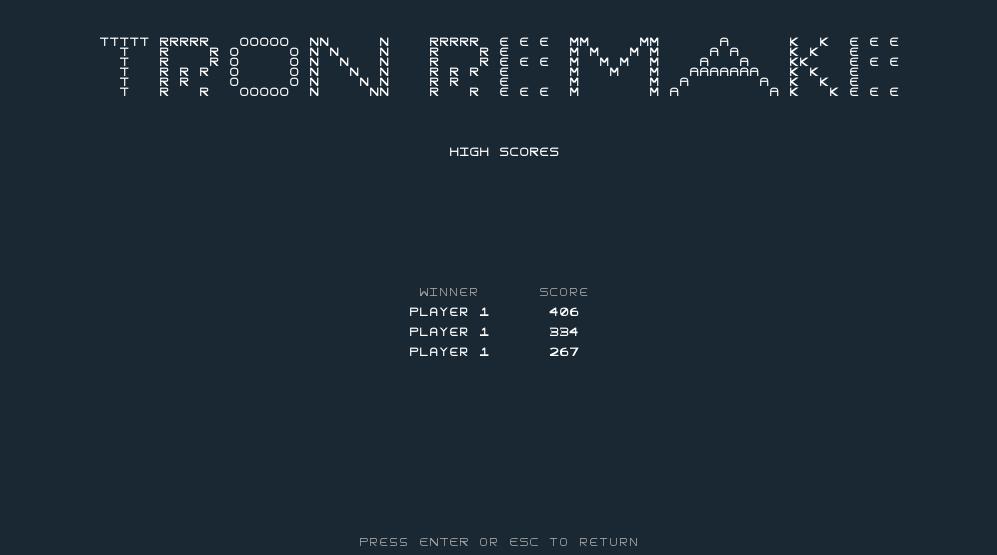 TRON REMAKE
HIGH SCORES
WINNER SCORE
PLAYER 1 406
PLAYER 1 334
PLAYER 1 267
PRESS ENTER OR ESC TO RETURN